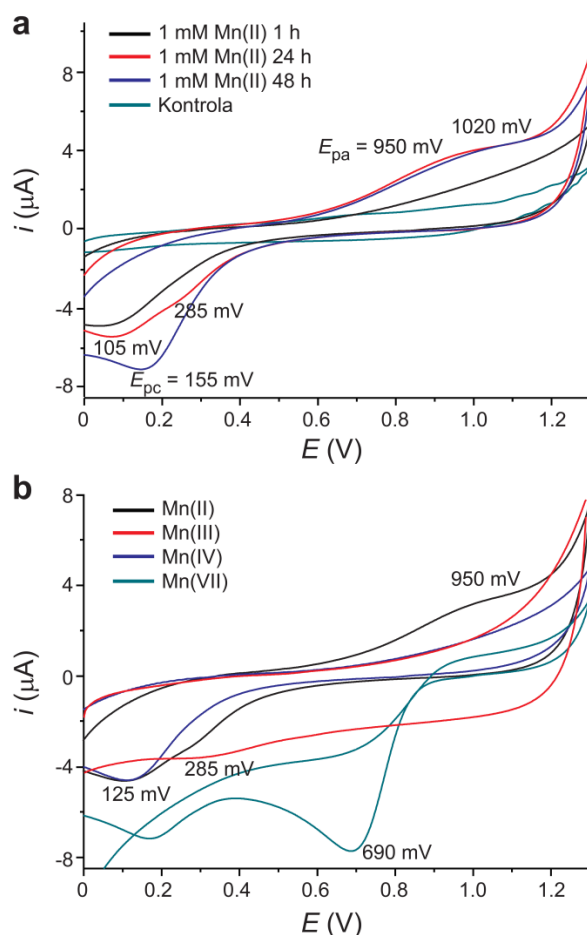 a
1 mM Mn(II) 1 h
1 mM Mn(II) 24 h
1 mM Mn(II) 48 h
Kontrola
8
4
0
-4
-8
i (µA)
1020 mV
Epa = 950 mV
285 mV
105 mV
Epc = 155 mV
0 0.2 0.4 0.6 0.8 1.0 1.2
E (V)
b
Mn(II)
Mn(III)
Mn(IV)
Mn(VII)
8
4
0
-4
-8
i (µA)
950 mV
285 mV
125 mV
690 mV
0 0.2 0.4 0.6 0.8 1.0 1.2
E (V)